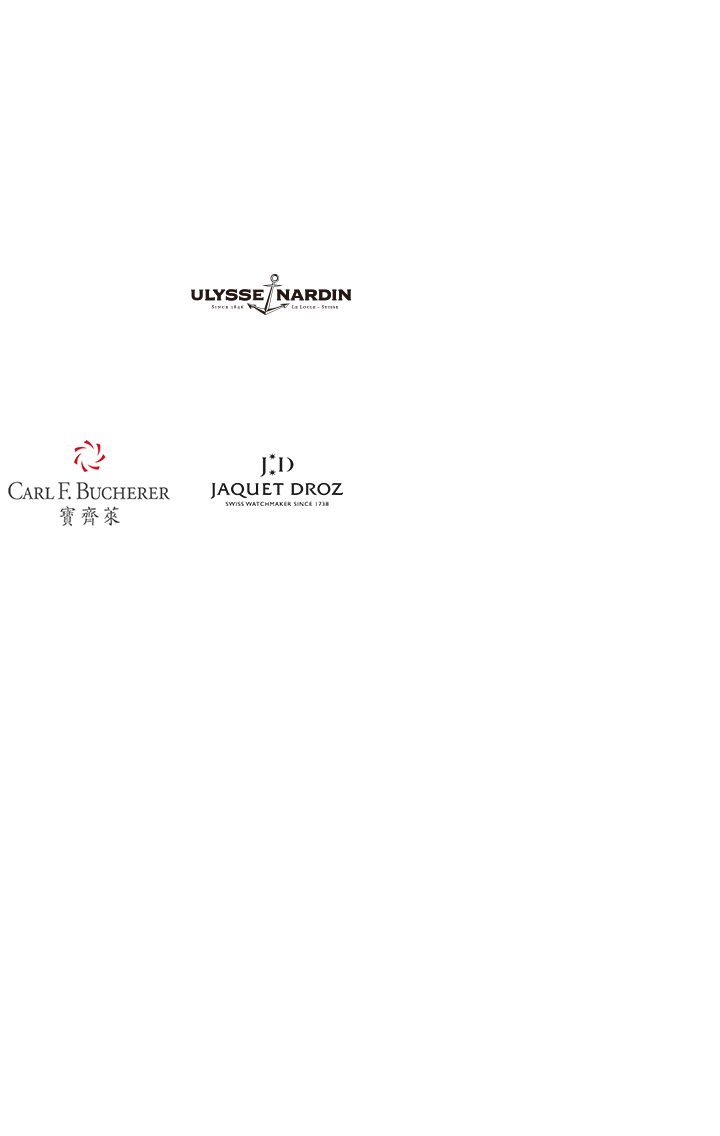 ULYSSE NARDIN
SINCE 1846 LE LOCLE - SUISSE
CARL F. BUCHERER
寶齊萊
J D
JAQUET DROZ
SWISS WATCHMAKER SINCE 1738